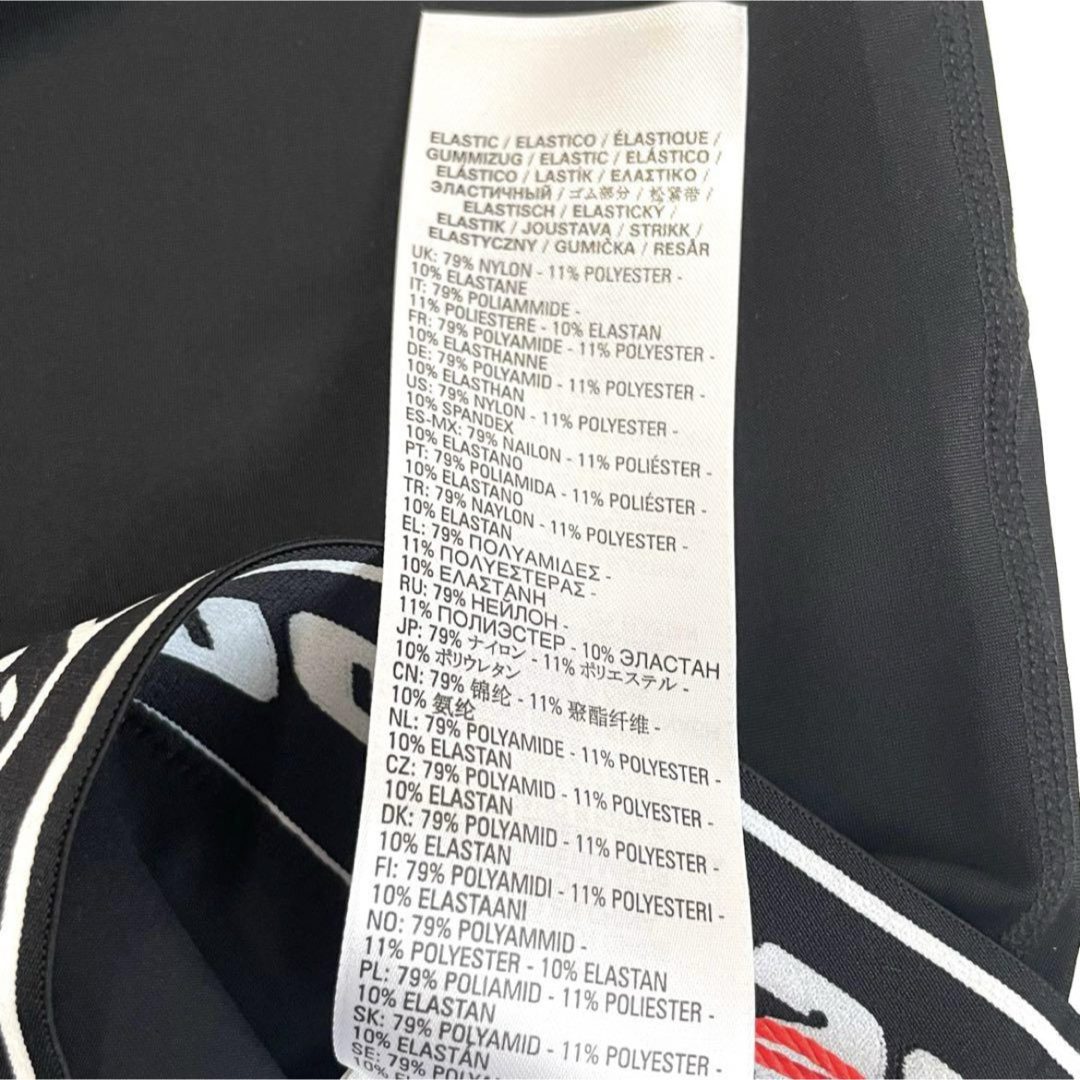 ELASTIC / ELASTICO / ÉLASTIQUE /
GUMMIZUG / ELASTIC / ELÁSTICO /
ELÁSTICO / LASTİK / ΕΛΑΣΤΙΚΟ /
ЭЛАСТИЧНЫЙ / ゴム部分 / 松紧带 /
ELASTISCH / ELASTICKÝ /
ELASTIK / JOUSTAVA / STRIKK /
ELASTYCZNY / GUMIČKA / RESÅR
UK: 79% NYLON - 11% POLYESTER -
10% ELASTANE
IT: 79% POLIAMMIDE -
11% POLIESTERE - 10% ELASTAN
FR: 79% POLYAMIDE - 11% POLYESTER -
10% ELASTHANNE
DE: 79% POLYAMID - 11% POLYESTER -
10% ELASTHAN
US: 79% NYLON - 11% POLYESTER -
10% SPANDEX
ES-MX: 79% NAILON - 11% POLIÉSTER -
10% ELASTANO
PT: 79% POLIAMIDA - 11% POLIÉSTER -
10% ELASTANO
TR: 79% NAYLON - 11% POLYESTER -
10% ELASTAN
EL: 79% ΠΟΛΥΑΜΙΔΕΣ -
11% ΠΟΛΥΕΣΤΕΡΑΣ -
10% ΕΛΑΣΤΑΝΗ
RU: 79% НЕЙЛОН -
11% ПОЛИЭСТЕР - 10% ЭЛАСТАН
JP: 79% ナイロン - 11% ポリエステル -
10% ポリウレタン
CN: 79% 锦纶 - 11% 聚酯纤维 -
10% 氨纶
NL: 79% POLYAMIDE - 11% POLYESTER -
10% ELASTAN
CZ: 79% POLYAMID - 11% POLYESTER -
10% ELASTAN
DK: 79% POLYAMID - 11% POLYESTER -
10% ELASTAN
FI: 79% POLYAMIDI - 11% POLYESTERI -
10% ELASTAANI
NO: 79% POLYAMMID -
11% POLYESTER - 10% ELASTAN
PL: 79% POLIAMID - 11% POLIESTER -
10% ELASTAN
SK: 79% POLYAMID - 11% POLYESTER -
10% ELASTÁN
SE: 79% POLYAMID - 11% POLYESTER -